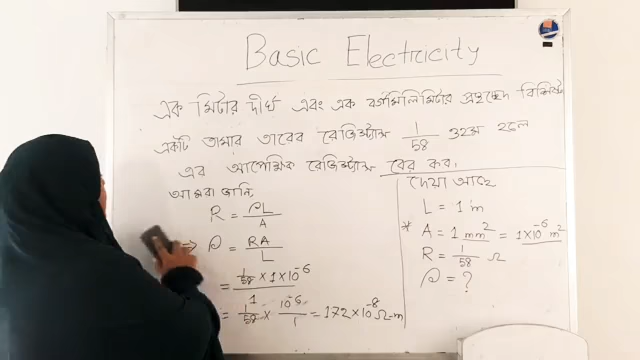 Basic Electricity
এক মিটার দীর্ঘ এবং এক বর্গমিলিমিটার প্রস্থচ্ছেদ বিশিষ্ট
একটি তামার তারের রেজিস্ট্যান্স 1/58 ওহম হলে
এর আপেক্ষিক রেজিস্ট্যান্স বের কর।
আমরা জানি,
R = ρL/A
⇒ ρ = RA/L
= (1/58 × 1×10⁻⁶)/1
= 1/58 × 10⁻⁶/1 = 172×10⁻⁸ Ω-m
দেয়া আছে
L = 1 m
* A = 1 mm² = 1×10⁻⁶ m²
R = 1/58 Ω
ρ = ?